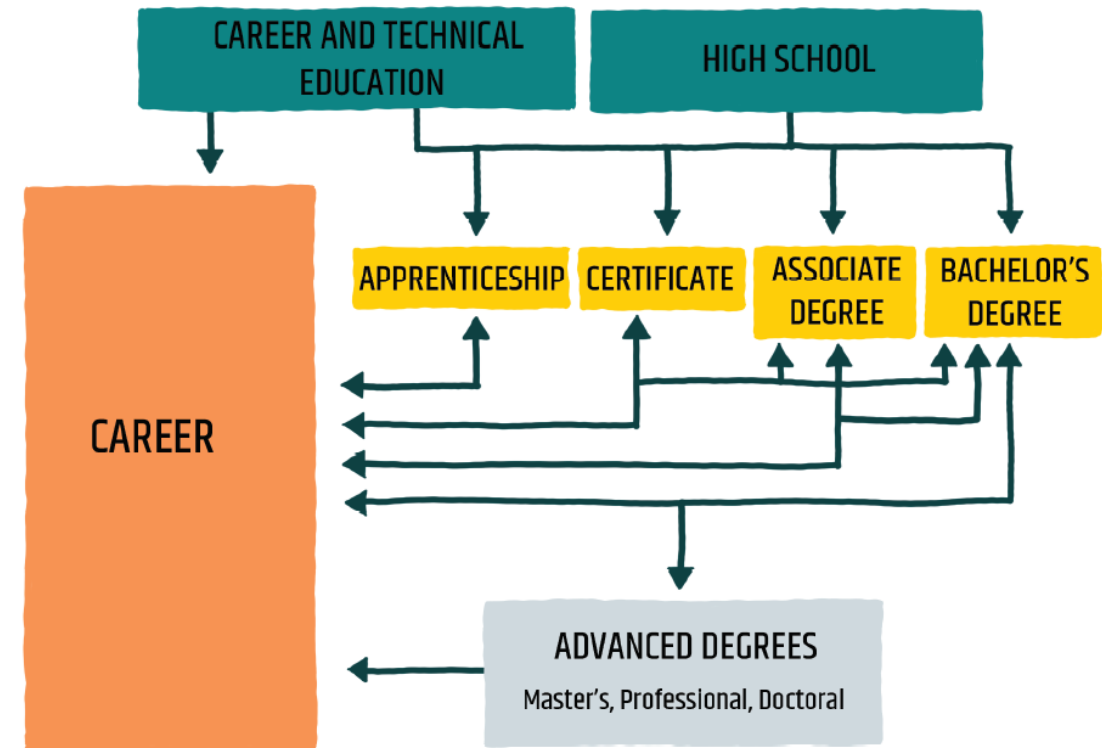 CAREER AND TECHNICAL
EDUCATION
HIGH SCHOOL
APPRENTICESHIP
CERTIFICATE
ASSOCIATE
DEGREE
BACHELOR'S
DEGREE
CAREER
ADVANCED DEGREES
Master's, Professional, Doctoral